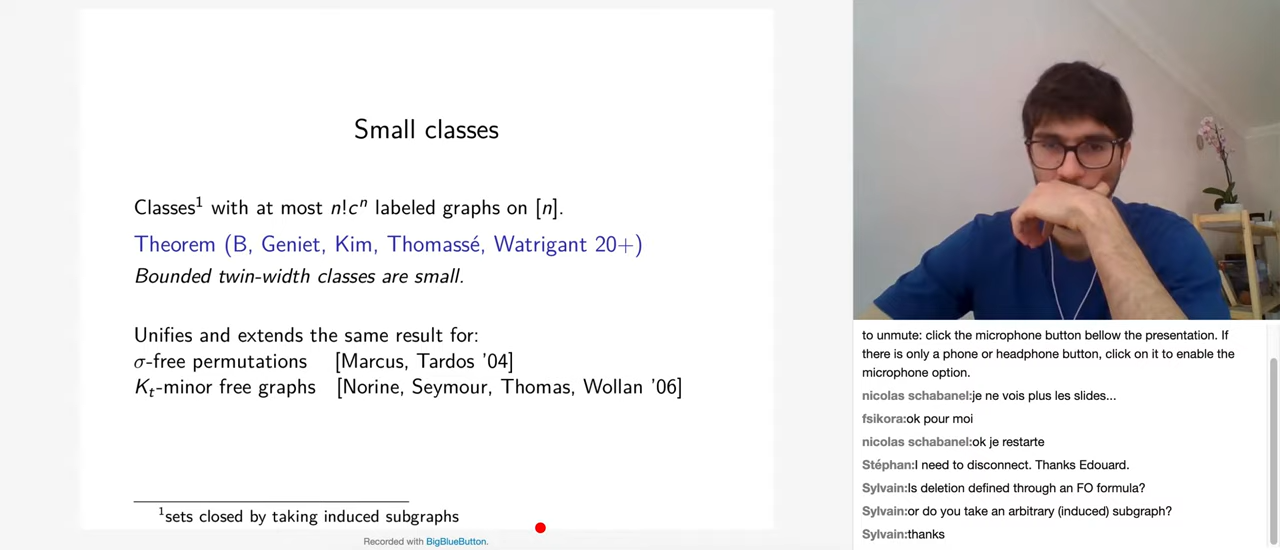 Small classes
Classes¹ with at most n!cⁿ labeled graphs on [n].
Theorem (B, Geniet, Kim, Thomassé, Watrigant 20+)
Bounded twin-width classes are small.
Unifies and extends the same result for:
σ-free permutations [Marcus, Tardos '04]
Kₜ-minor free graphs [Norine, Seymour, Thomas, Wollan '06]
¹sets closed by taking induced subgraphs
Recorded with BigBlueButton.
to unmute: click the microphone button bellow the presentation. If
there is only a phone or headphone button, click on it to enable the
microphone option.
nicolas schabanel:je ne vois plus les slides...
fsikora:ok pour moi
nicolas schabanel:ok je restarte
Stéphan:I need to disconnect. Thanks Edouard.
Sylvain:Is deletion defined through an FO formula?
Sylvain:or do you take an arbitrary (induced) subgraph?
Sylvain:thanks